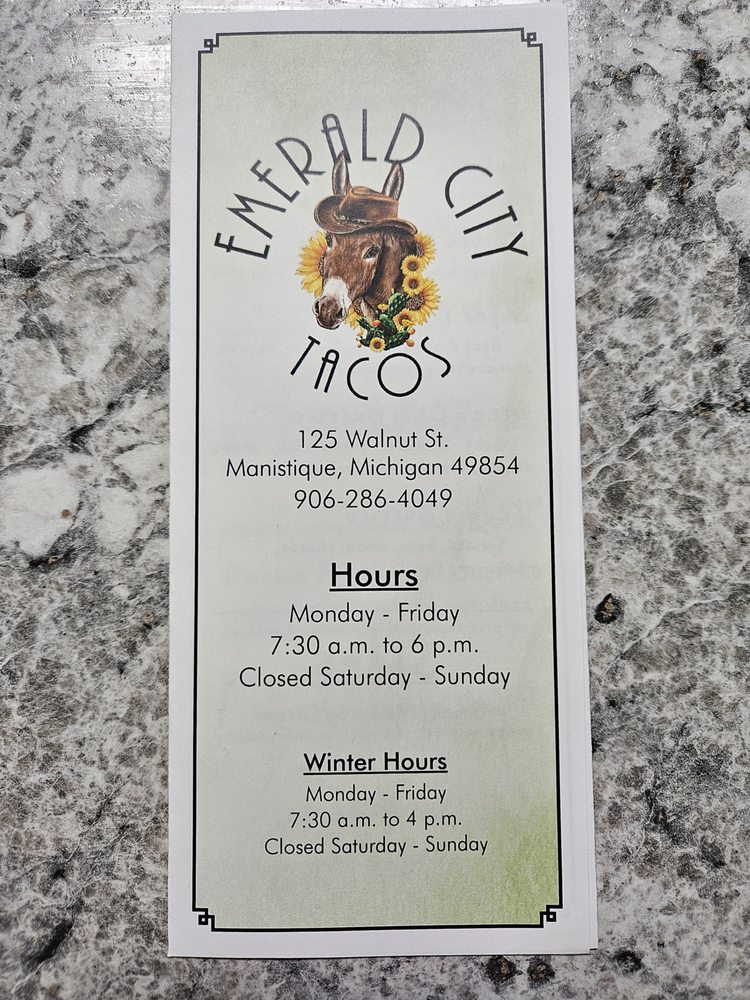 EMERALD CITY
TACOS
125 Walnut St.
Manistique, Michigan 49854
906-286-4049
Hours
Monday - Friday
7:30 a.m. to 6 p.m.
Closed Saturday - Sunday
Winter Hours
Monday - Friday
7:30 a.m. to 4 p.m.
Closed Saturday - Sunday